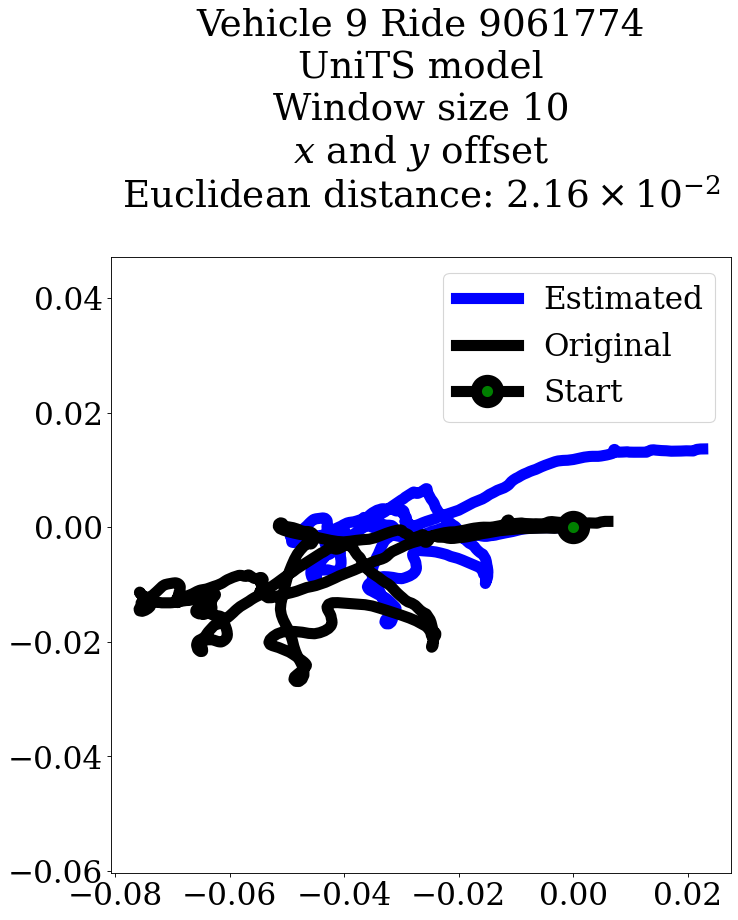 Vehicle 9 Ride 9061774
UniTS model
Window size 10
x and y offset
Euclidean distance: 2.16 × 10⁻²
Estimated
Original
Start
0.04
0.02
0.00
−0.02
−0.04
−0.06
−0.08 −0.06 −0.04 −0.02 0.00 0.02